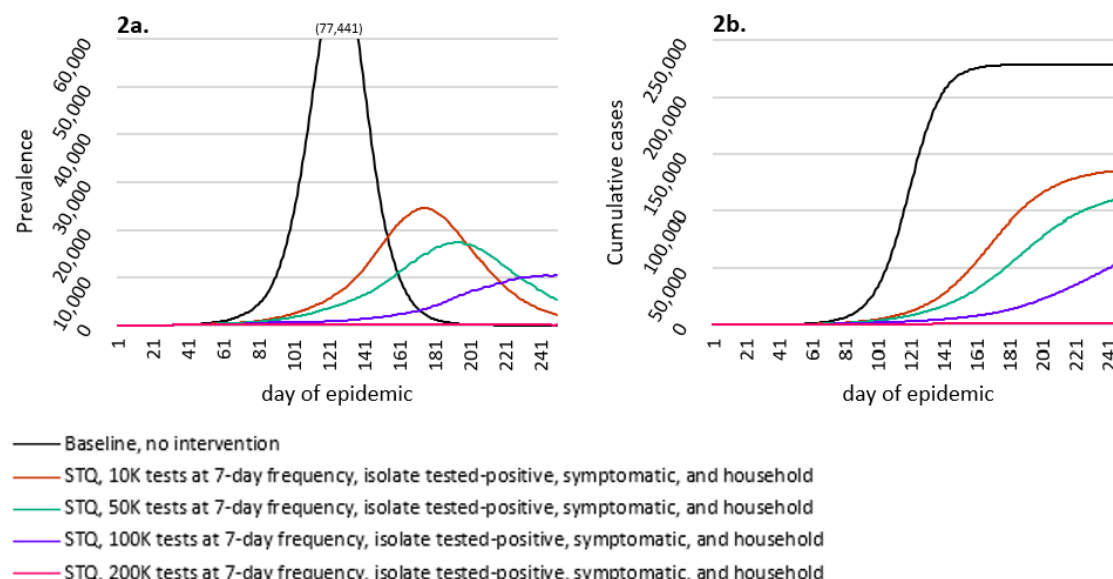 2a.
(77,441)
60,000
50,000
40,000
30,000
20,000
10,000
0
Prevalence
1 21 41 61 81 101 121 141 161 181 201 221 241
day of epidemic
2b.
250,000
200,000
150,000
100,000
50,000
0
Cumulative cases
1 21 41 61 81 101 121 141 161 181 201 221 241
day of epidemic
Baseline, no intervention
STQ, 10K tests at 7-day frequency, isolate tested-positive, symptomatic, and household
STQ, 50K tests at 7-day frequency, isolate tested-positive, symptomatic, and household
STQ, 100K tests at 7-day frequency, isolate tested-positive, symptomatic, and household
STQ, 200K tests at 7-day frequency, isolate tested-positive, symptomatic, and household